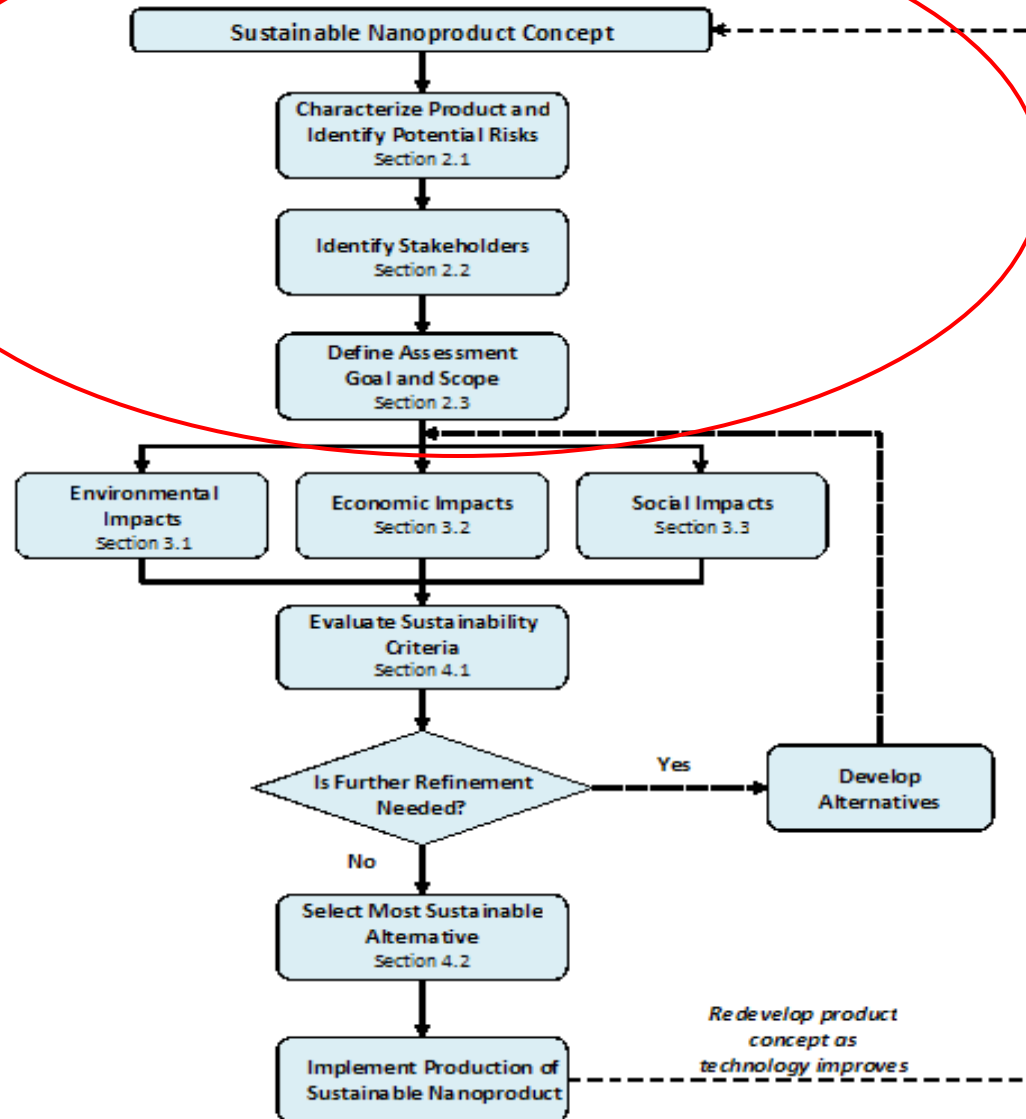 Sustainable Nanoproduct Concept
Characterize Product and
Identify Potential Risks
Section 2.1
Identify Stakeholders
Section 2.2
Define Assessment
Goal and Scope
Section 2.3
Environmental
Impacts
Section 3.1
Economic Impacts
Section 3.2
Social Impacts
Section 3.3
Evaluate Sustainability
Criteria
Section 4.1
Is Further Refinement
Needed?
Yes
Develop
Alternatives
No
Select Most Sustainable
Alternative
Section 4.2
Redevelop product
concept as
technology improves
Implement Production of
Sustainable Nanoproduct